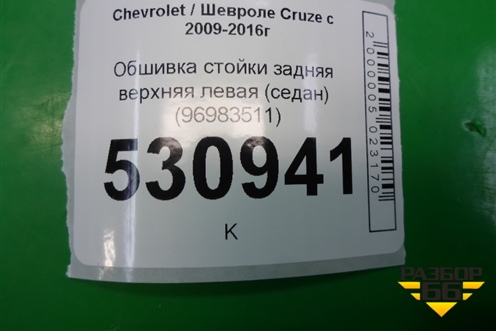 Chevrolet / Шевроле Cruze с
2009-2016г
Обшивка стойки задняя
верхняя левая (седан)
(96983511)
530941
К
2000005023170
РАЗБОР
66